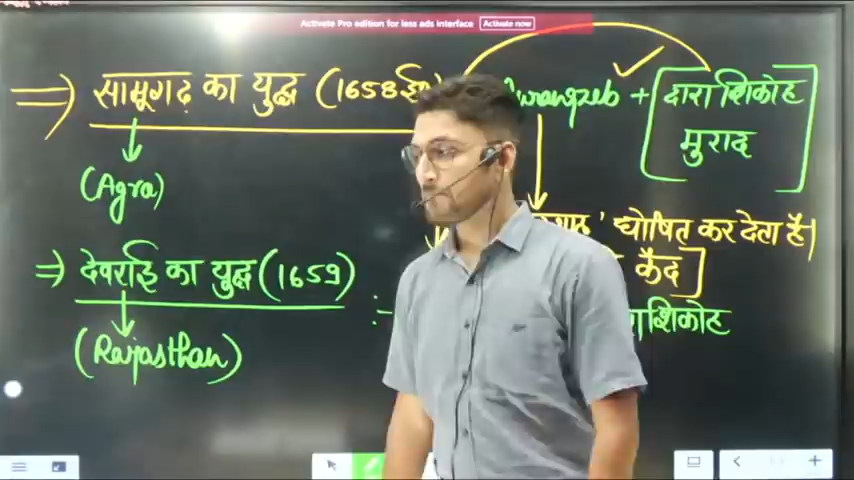 Activate Pro edition for less ads interface Activate now
⇒ सामूगढ़ का युद्ध (1658ई०) Aurangzeb + [दारा शिकोह
मुराद]
(Agra)
' घोषित कर देता है।
कैद]
⇒ देवराई का युद्ध (1659) :-
शिकोह
(Rajasthan)